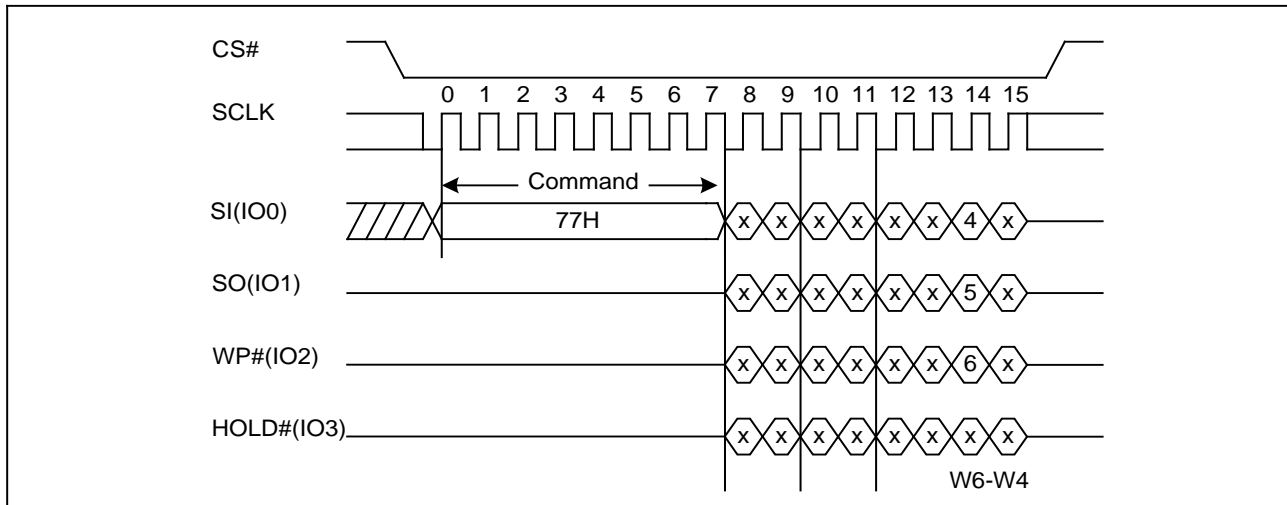 CS#
0 1 2 3 4 5 6 7 8 9 10 11 12 13 14 15
SCLK
Command
SI(IO0) 77H x x x x x x 4 x
SO(IO1) x x x x x x 5 x
WP#(IO2) x x x x x x 6 x
HOLD#(IO3) x x x x x x x x
W6-W4